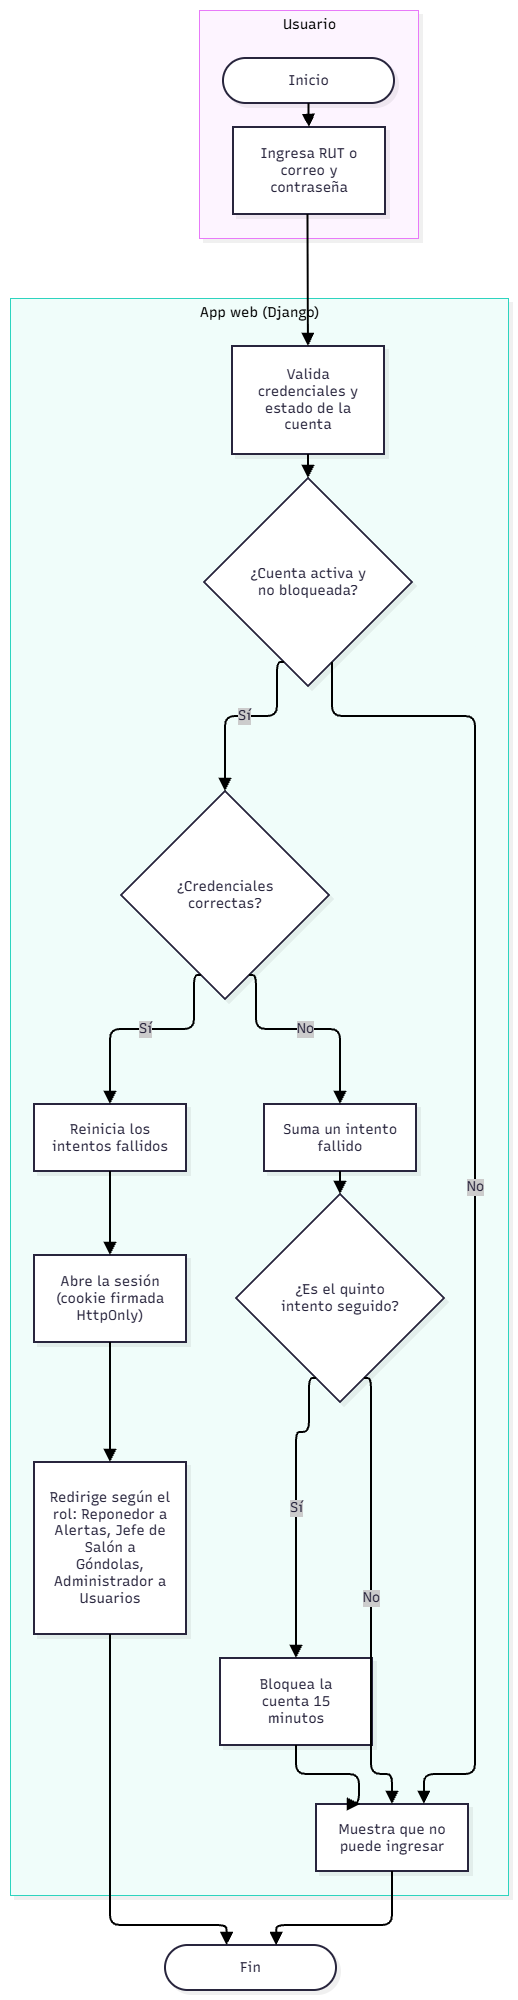 Usuario
Inicio
Ingresa RUT o
correo y
contraseña
App web (Django)
Valida
credenciales y
estado de la
cuenta
¿Cuenta activa y
no bloqueada?
Sí
¿Credenciales
correctas?
Sí
No
Reinicia los
intentos fallidos
Suma un intento
fallido
No
Abre la sesión
(cookie firmada
HttpOnly)
¿Es el quinto
intento seguido?
Redirige según el
rol: Reponedor a
Alertas, Jefe de
Salón a
Góndolas,
Administrador a
Usuarios
Sí
No
Bloquea la
cuenta 15
minutos
Muestra que no
puede ingresar
Fin